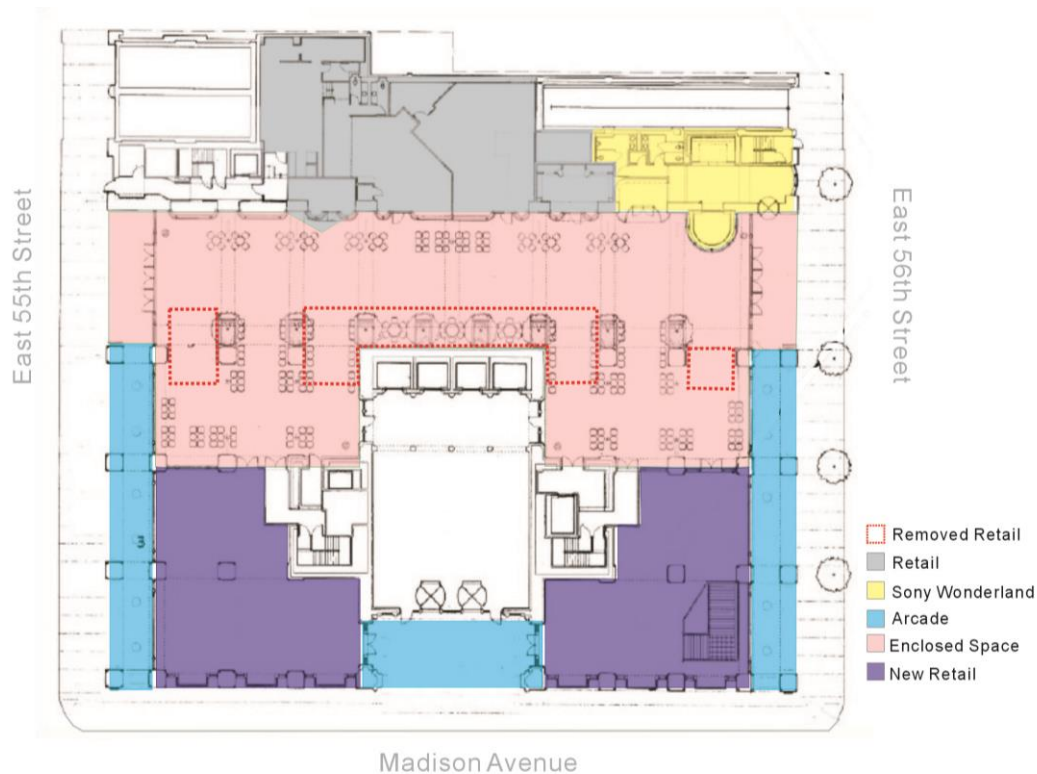 East 55th Street
East 56th Street
Removed Retail
Retail
Sony Wonderland
Arcade
Enclosed Space
New Retail
Madison Avenue